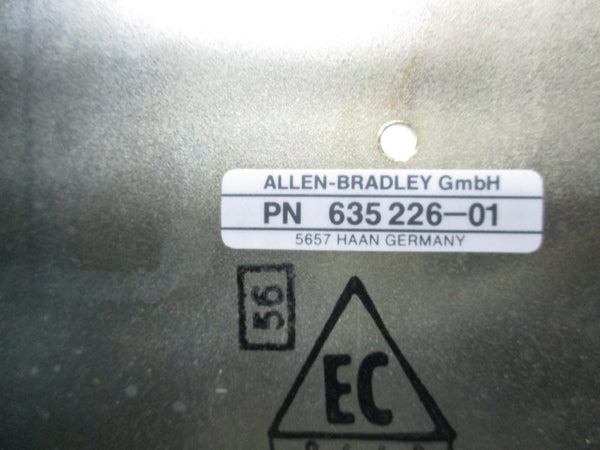 ALLEN-BRADLEY GmbH
PN 635 226-01
5657 HAAN GERMANY
56
EC